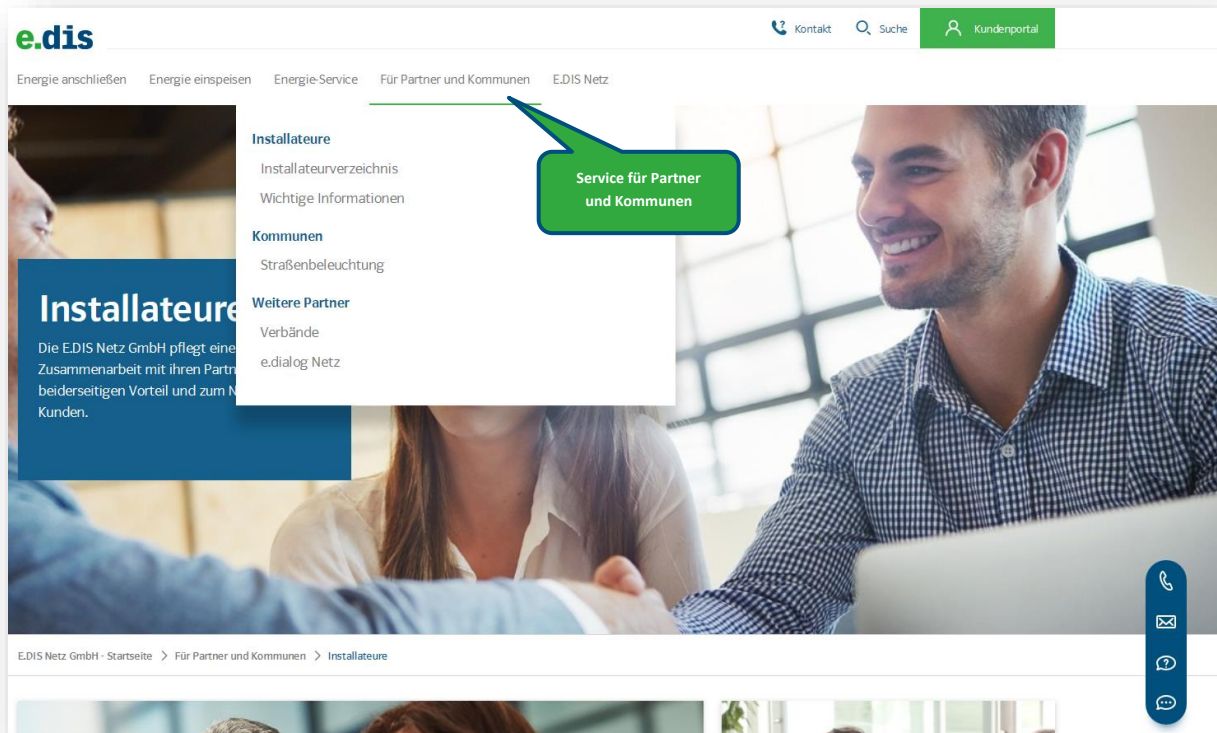 e.dis
Kontakt
Suche
Kundenportal
Energie anschließen
Energie einspeisen
Energie-Service
Für Partner und Kommunen
E.DIS Netz
Installateure
Installateurverzeichnis
Wichtige Informationen
Kommunen
Straßenbeleuchtung
Weitere Partner
Verbände
e.dialog Netz
Service für Partner
und Kommunen
Installateure
Die E.DIS Netz GmbH pflegt eine
Zusammenarbeit mit ihren Partn
beiderseitigen Vorteil und zum N
Kunden.
E.DIS Netz GmbH - Startseite > Für Partner und Kommunen > Installateure